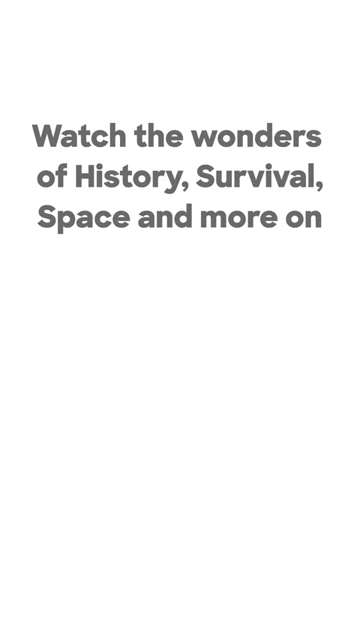 Watch the wonders
of History, Survival,
Space and more on